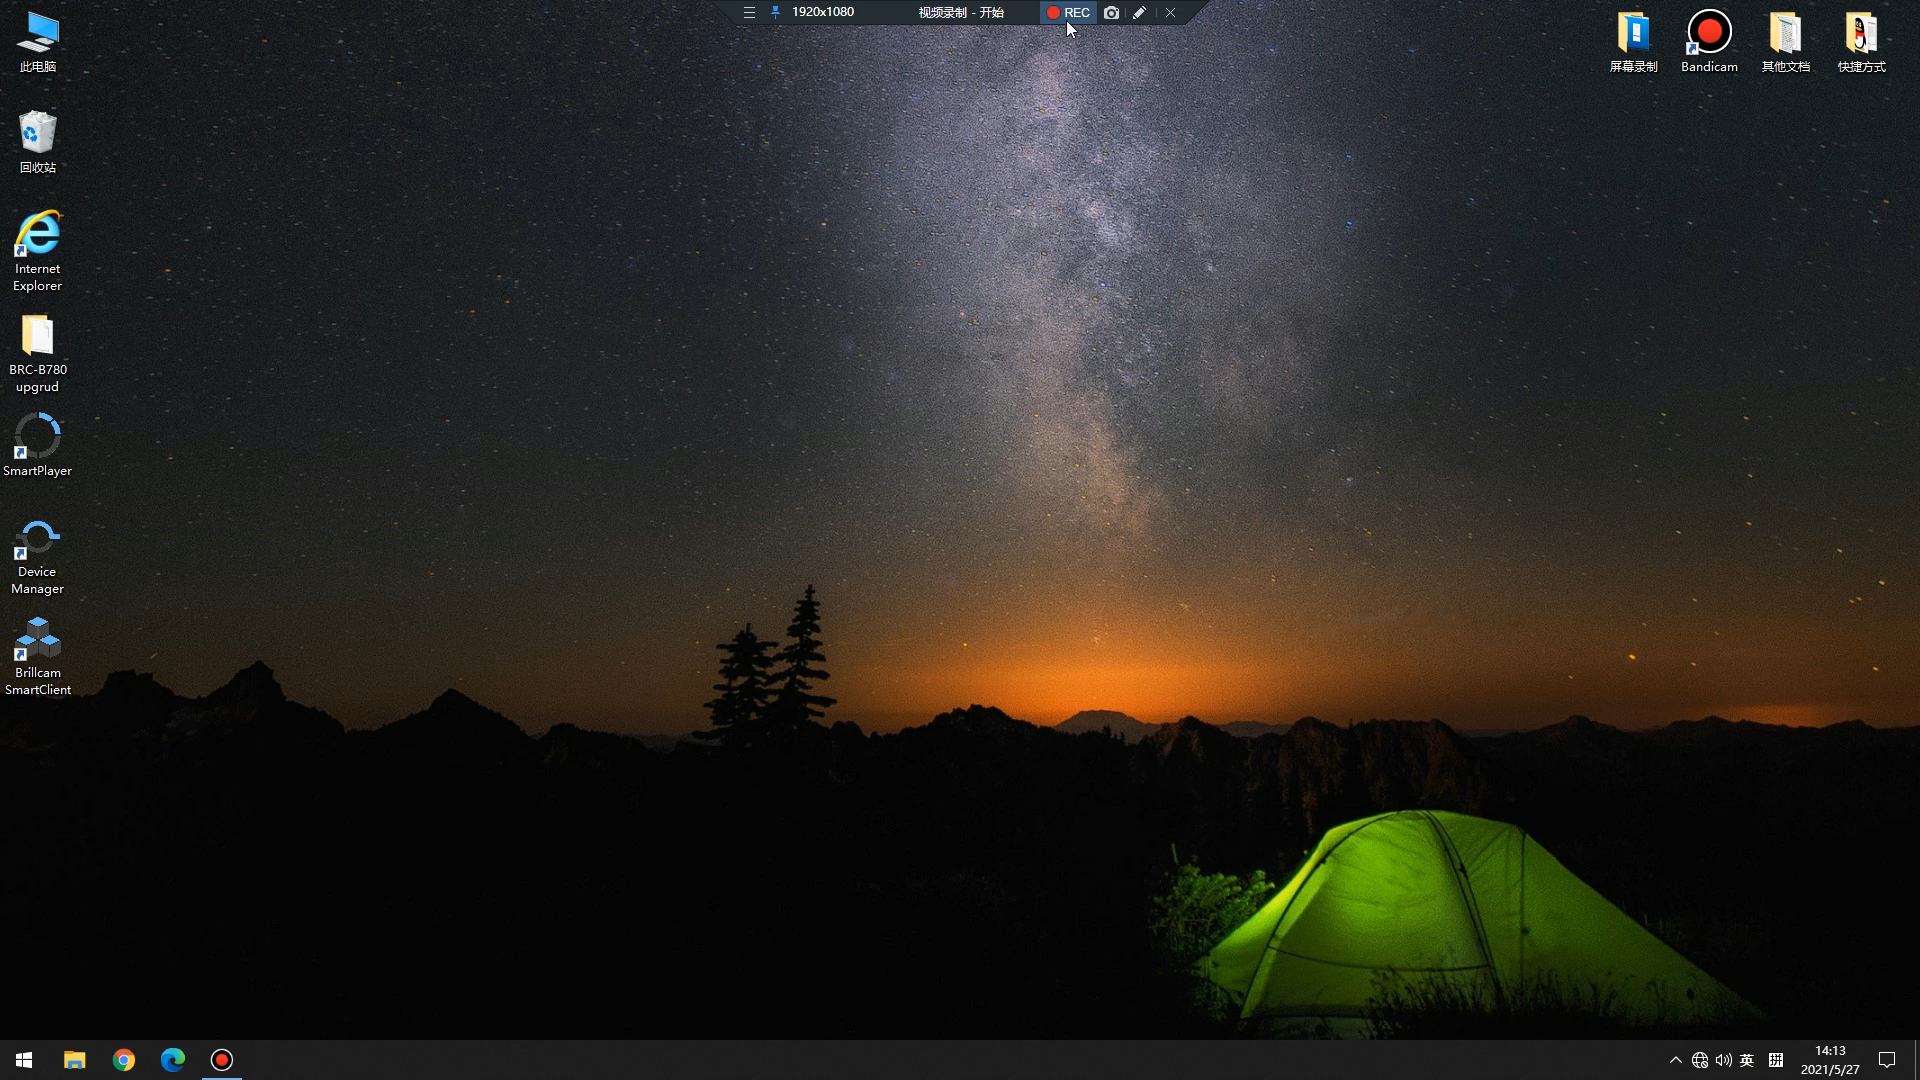 1920x1080 视频录制 - 开始 REC
此电脑
回收站
Internet
Explorer
BRC-B780
upgrud
SmartPlayer
Device
Manager
Brillcam
SmartClient
屏幕录制
Bandicam
其他文档
快捷方式
英 拼
14:13
2021/5/27